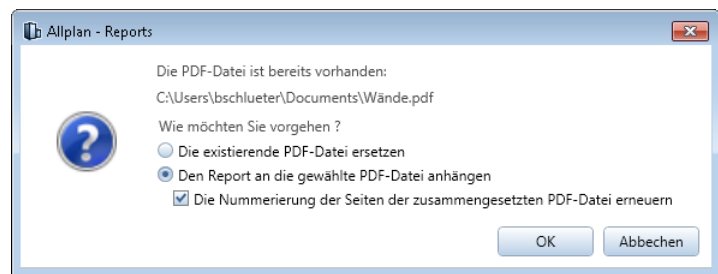 Allplan - Reports
Die PDF-Datei ist bereits vorhanden:
C:\Users\bschlueter\Documents\Wände.pdf
Wie möchten Sie vorgehen ?
Die existierende PDF-Datei ersetzen
Den Report an die gewählte PDF-Datei anhängen
Die Nummerierung der Seiten der zusammengesetzten PDF-Datei erneuern
OK Abbechen